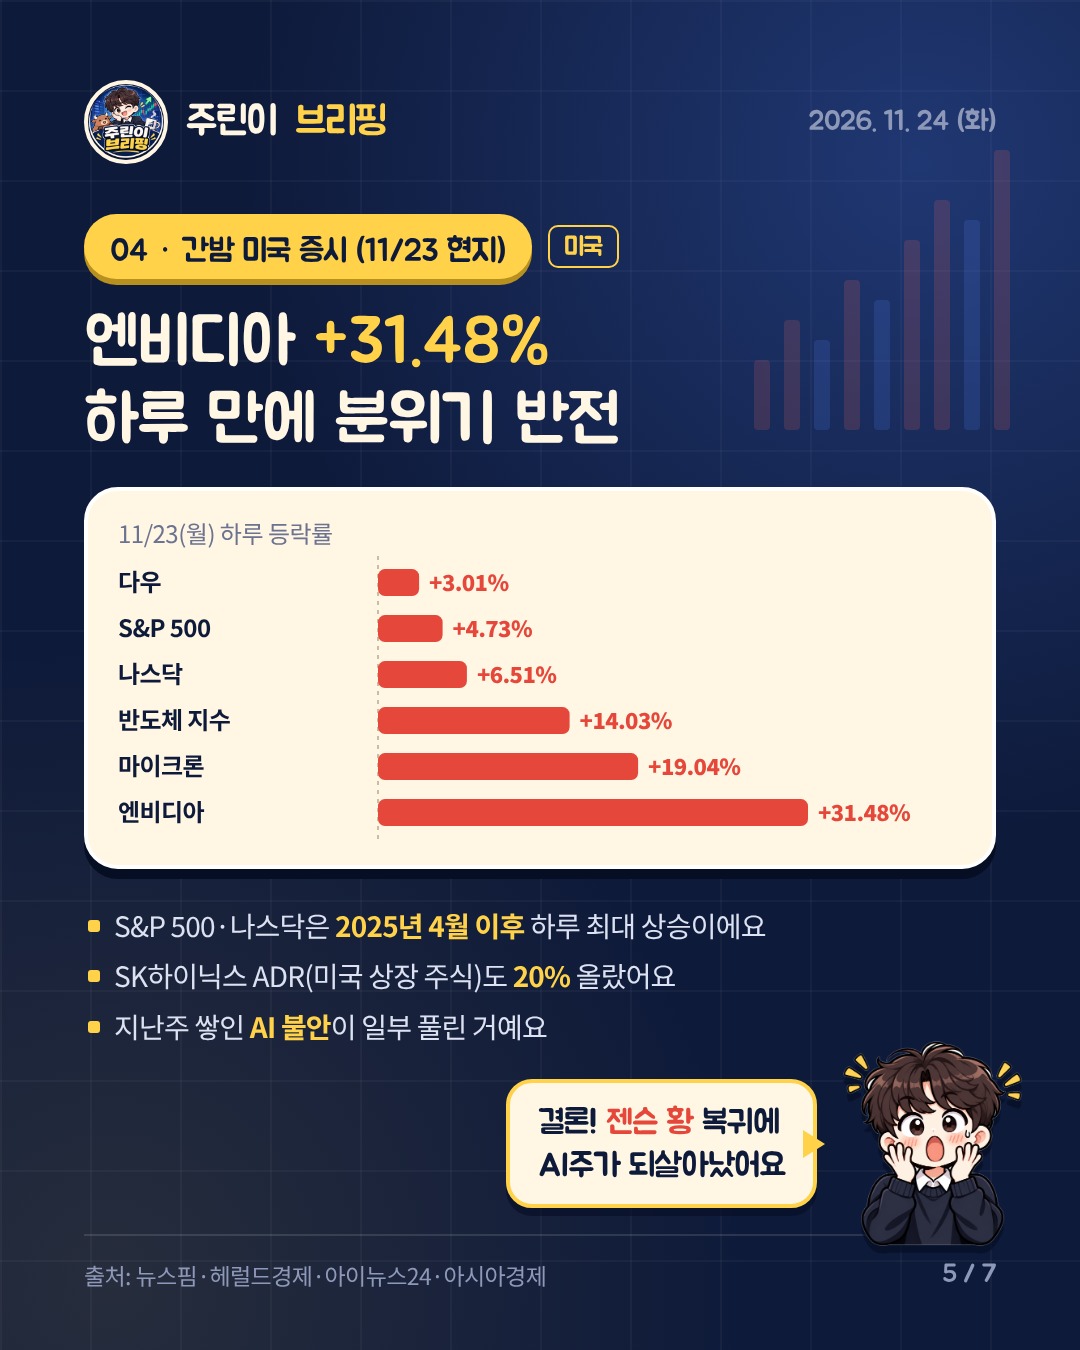 주린이 브리핑
주린이 브리핑
2026. 11. 24 (화)
04 · 간밤 미국 증시 (11/23 현지)
미국
엔비디아 +31.48%
하루 만에 분위기 반전
11/23(월) 하루 등락률
다우 +3.01%
S&P 500 +4.73%
나스닥 +6.51%
반도체 지수 +14.03%
마이크론 +19.04%
엔비디아 +31.48%
S&P 500·나스닥은 2025년 4월 이후 하루 최대 상승이에요
SK하이닉스 ADR(미국 상장 주식)도 20% 올랐어요
지난주 쌓인 AI 불안이 일부 풀린 거예요
결론! 젠슨 황 복귀에
AI주가 되살아났어요
출처: 뉴스핌·헤럴드경제·아이뉴스24·아시아경제
5 / 7